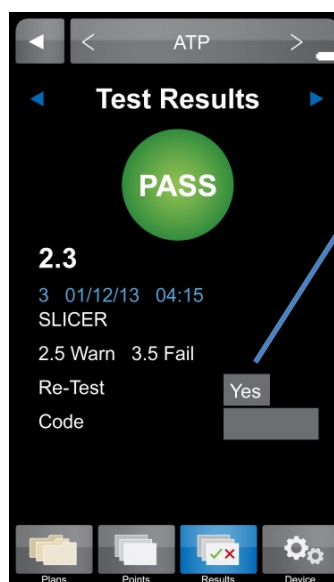 ATP
Test Results
PASS
2.3
3 01/12/13 04:15
SLICER
2.5 Warn 3.5 Fail
Re-Test Yes
Code
Plans Points Results Device